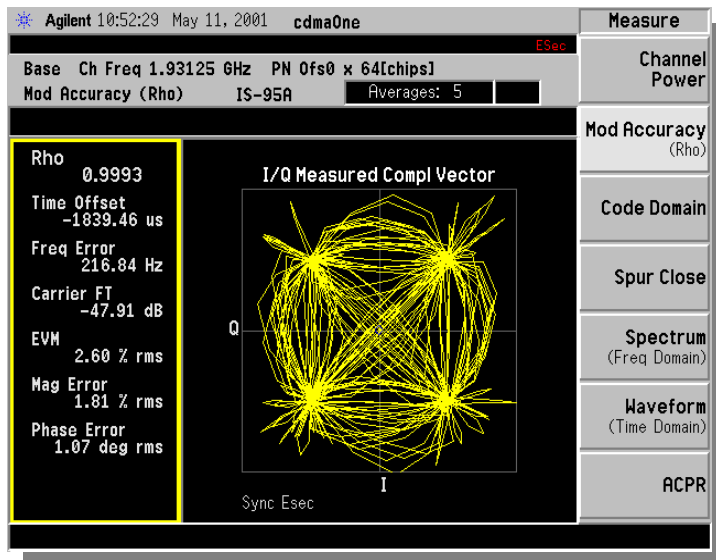 Agilent 10:52:29 May 11, 2001 cdmaOne
Measure
ESec
Base Ch Freq 1.93125 GHz PN Ofs0 x 64[chips]
Mod Accuracy (Rho) IS-95A Averages: 5
Channel
Power
Mod Accuracy
(Rho)
Code Domain
Spur Close
Spectrum
(Freq Domain)
Waveform
(Time Domain)
ACPR
Rho
0.9993
Time Offset
-1839.46 us
Freq Error
216.84 Hz
Carrier FT
-47.91 dB
EVM
2.60 % rms
Mag Error
1.81 % rms
Phase Error
1.07 deg rms
I/Q Measured Compl Vector
Q
I
Sync Esec